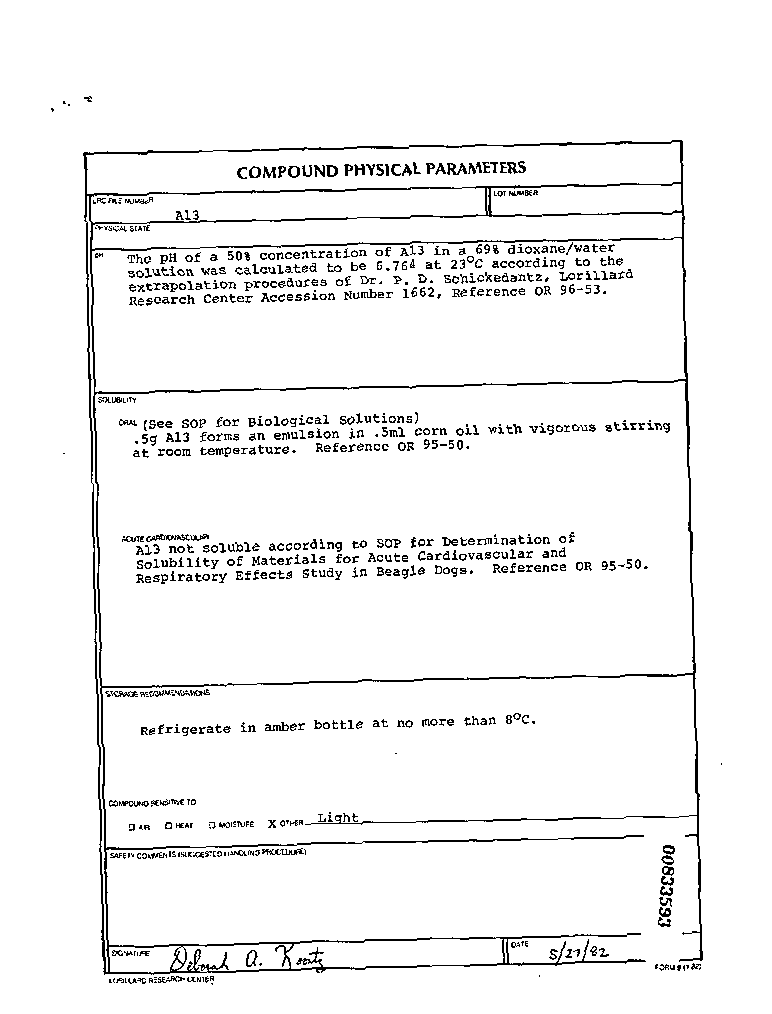 COMPOUND PHYSICAL PARAMETERS
LRC FILE NUMBER
LOT NUMBER
A13
PHYSICAL STATE
pH
The pH of a 50% concentration of A13 in a 69% dioxane/water
solution was calculated to be 6.764 at 23°C according to the
extrapolation procedures of Dr. P. D. Schickedantz, Lorillard
Research Center Accession Number 1662, Reference OR 96-53.
SOLUBILITY
ORAL (See SOP for Biological Solutions)
.5g A13 forms an emulsion in .5ml corn oil with vigorous stirring
at room temperature. Reference OR 95-50.
ACUTE CARDIOVASCULAR
A13 not soluble according to SOP for Determination of
Solubility of Materials for Acute Cardiovascular and
Respiratory Effects Study in Beagle Dogs. Reference OR 95-50.
STORAGE RECOMMENDATIONS
Refrigerate in amber bottle at no more than 8°C.
COMPOUND SENSITIVE TO
AIR HEAT MOISTURE X OTHER Light
SAFETY COMMENTS (SUGGESTED HANDLING PROCEDURE)
00833593
SIGNATURE Deborah A. Koontz
DATE 5/27/82
LORILLARD RESEARCH CENTER
FORM 9 (1-82)